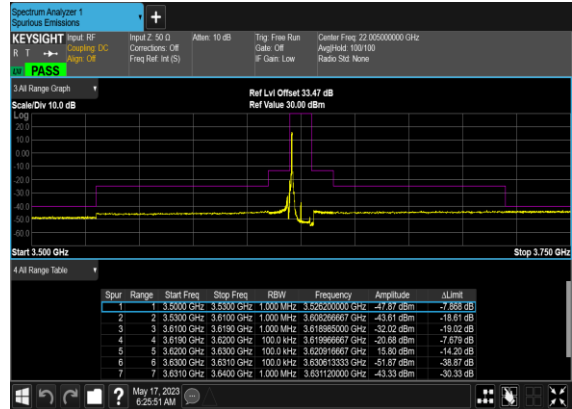 Spectrum Analyzer 1
Spurious Emissions
+
KEYSIGHT Input: RF
R T Coupling: DC
Align: Off
Input Z: 50 Ω
Corrections: Off
Freq Ref: Int (S)
Atten: 10 dB
Trig: Free Run
Gate: Off
IF Gain: Low
Center Freq: 22.005000000 GHz
Avg|Hold: 100/100
Radio Std: None
PASS
3 All Range Graph
Ref Lvl Offset 33.47 dB
Scale/Div 10.0 dB
Ref Value 30.00 dBm
Log
20.0
10.0
0.00
-10.0
-20.0
-30.0
-40.0
-50.0
-60.0
Start 3.500 GHz
Stop 3.750 GHz
4 All Range Table
Spur Range Start Freq Stop Freq RBW Frequency Amplitude ΔLimit
1 1 3.5000 GHz 3.5300 GHz 1.000 MHz 3.526200000 GHz -47.87 dBm -7.868 dB
2 2 3.5300 GHz 3.6100 GHz 1.000 MHz 3.608266667 GHz -43.61 dBm -18.61 dB
3 3 3.6100 GHz 3.6190 GHz 1.000 MHz 3.618985000 GHz -32.02 dBm -19.02 dB
4 4 3.6190 GHz 3.6200 GHz 100.0 kHz 3.619966667 GHz -20.68 dBm -7.679 dB
5 5 3.6200 GHz 3.6300 GHz 100.0 kHz 3.620916667 GHz 15.80 dBm -14.20 dB
6 6 3.6300 GHz 3.6310 GHz 100.0 kHz 3.630613333 GHz -51.87 dBm -38.87 dB
7 7 3.6310 GHz 3.6400 GHz 1.000 MHz 3.631120000 GHz -43.33 dBm -30.33 dB
?
May 17, 2023
6:25:51 AM